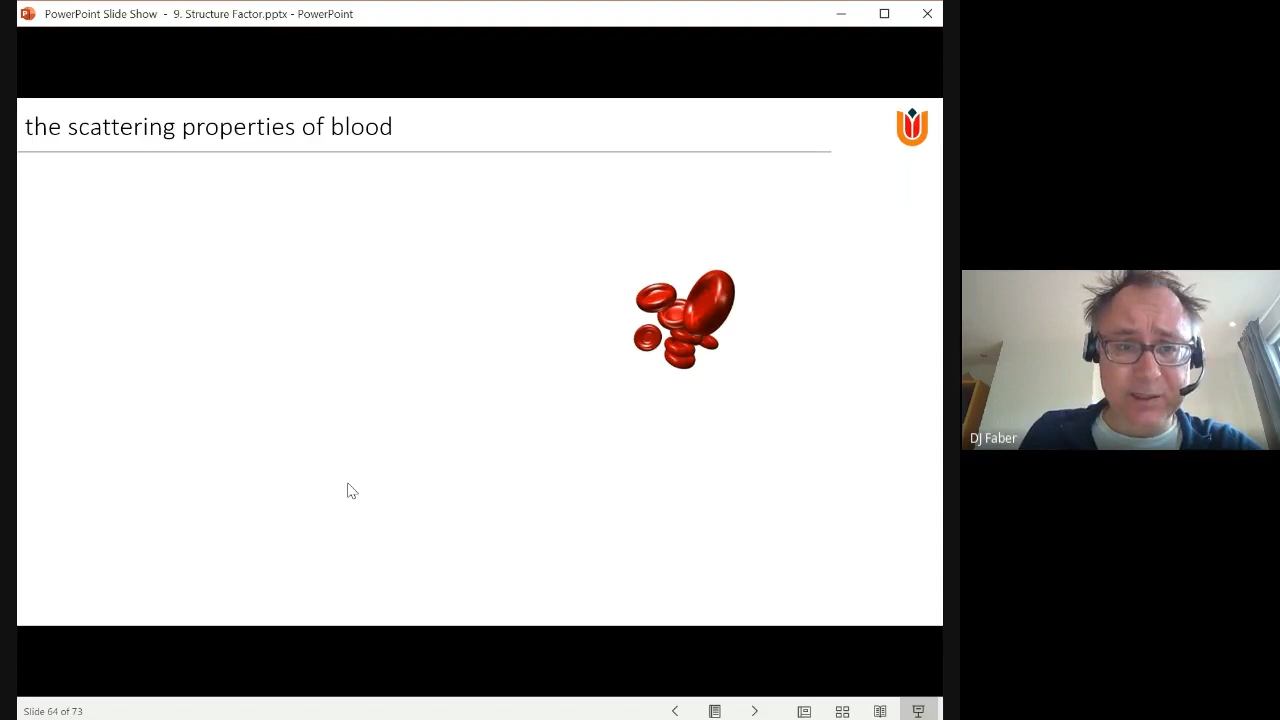 PowerPoint Slide Show - 9. Structure Factor.pptx - PowerPoint
the scattering properties of blood
DJ Faber
Slide 64 of 73